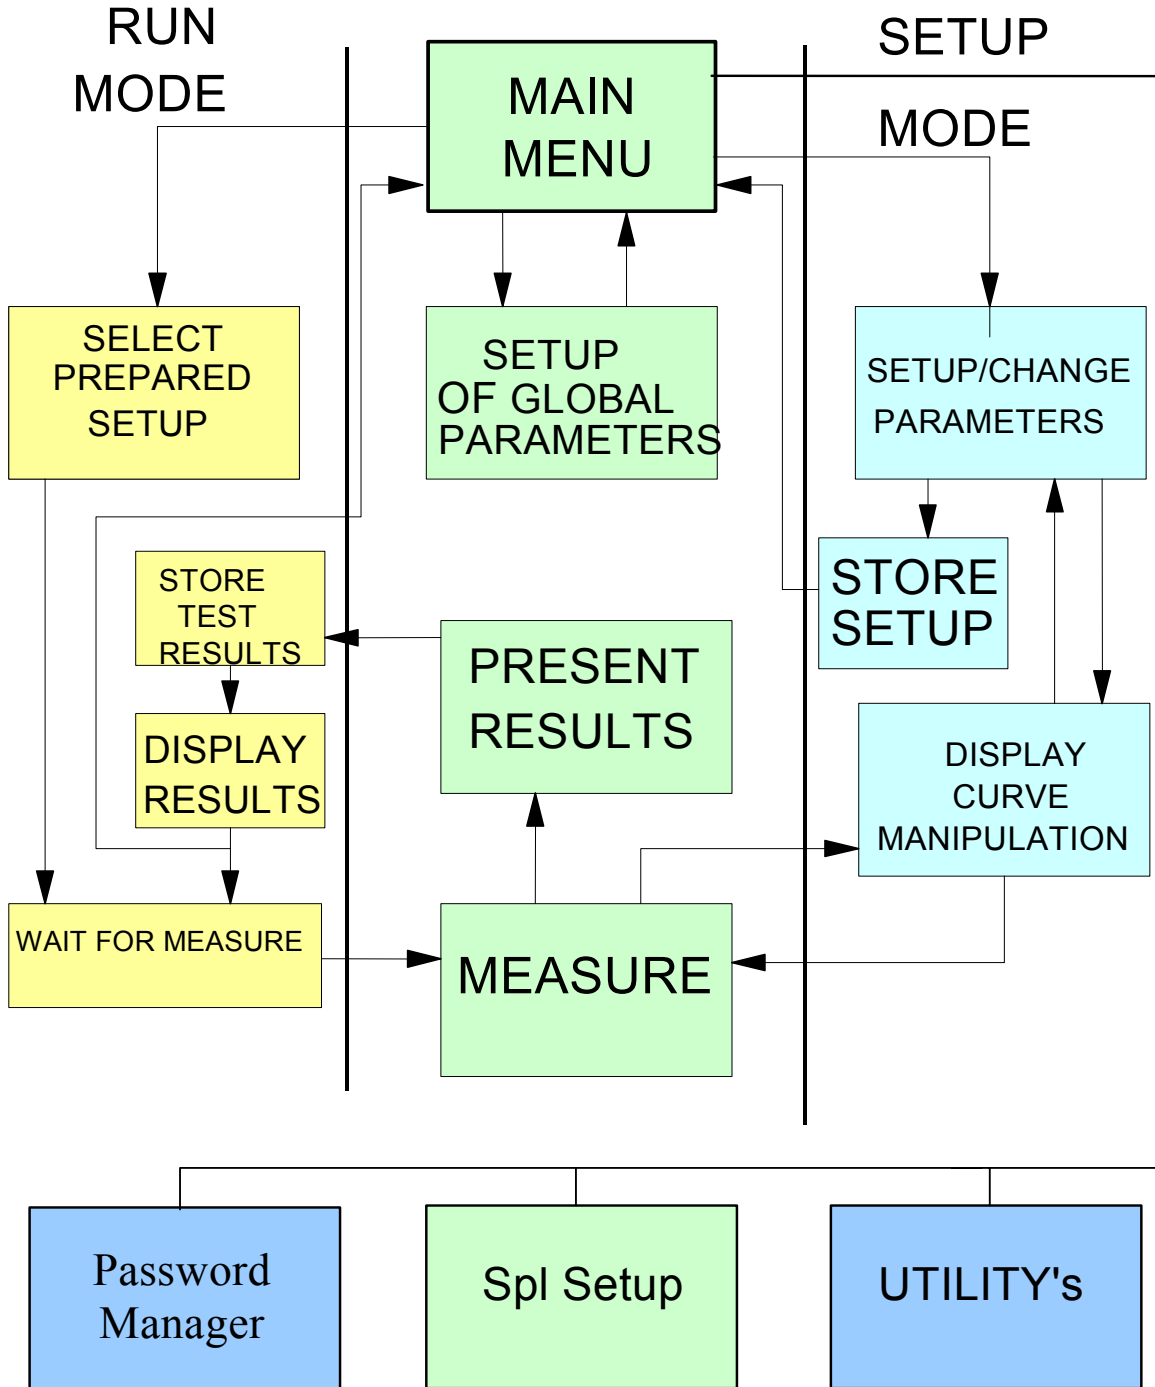 RUN
MODE
SETUP
MODE
MAIN
MENU
SELECT
PREPARED
SETUP
SETUP
OF GLOBAL
PARAMETERS
SETUP/CHANGE
PARAMETERS
STORE
TEST
RESULTS
STORE
SETUP
PRESENT
RESULTS
DISPLAY
RESULTS
DISPLAY
CURVE
MANIPULATION
WAIT FOR MEASURE
MEASURE
Password
Manager
Spl Setup
UTILITY's